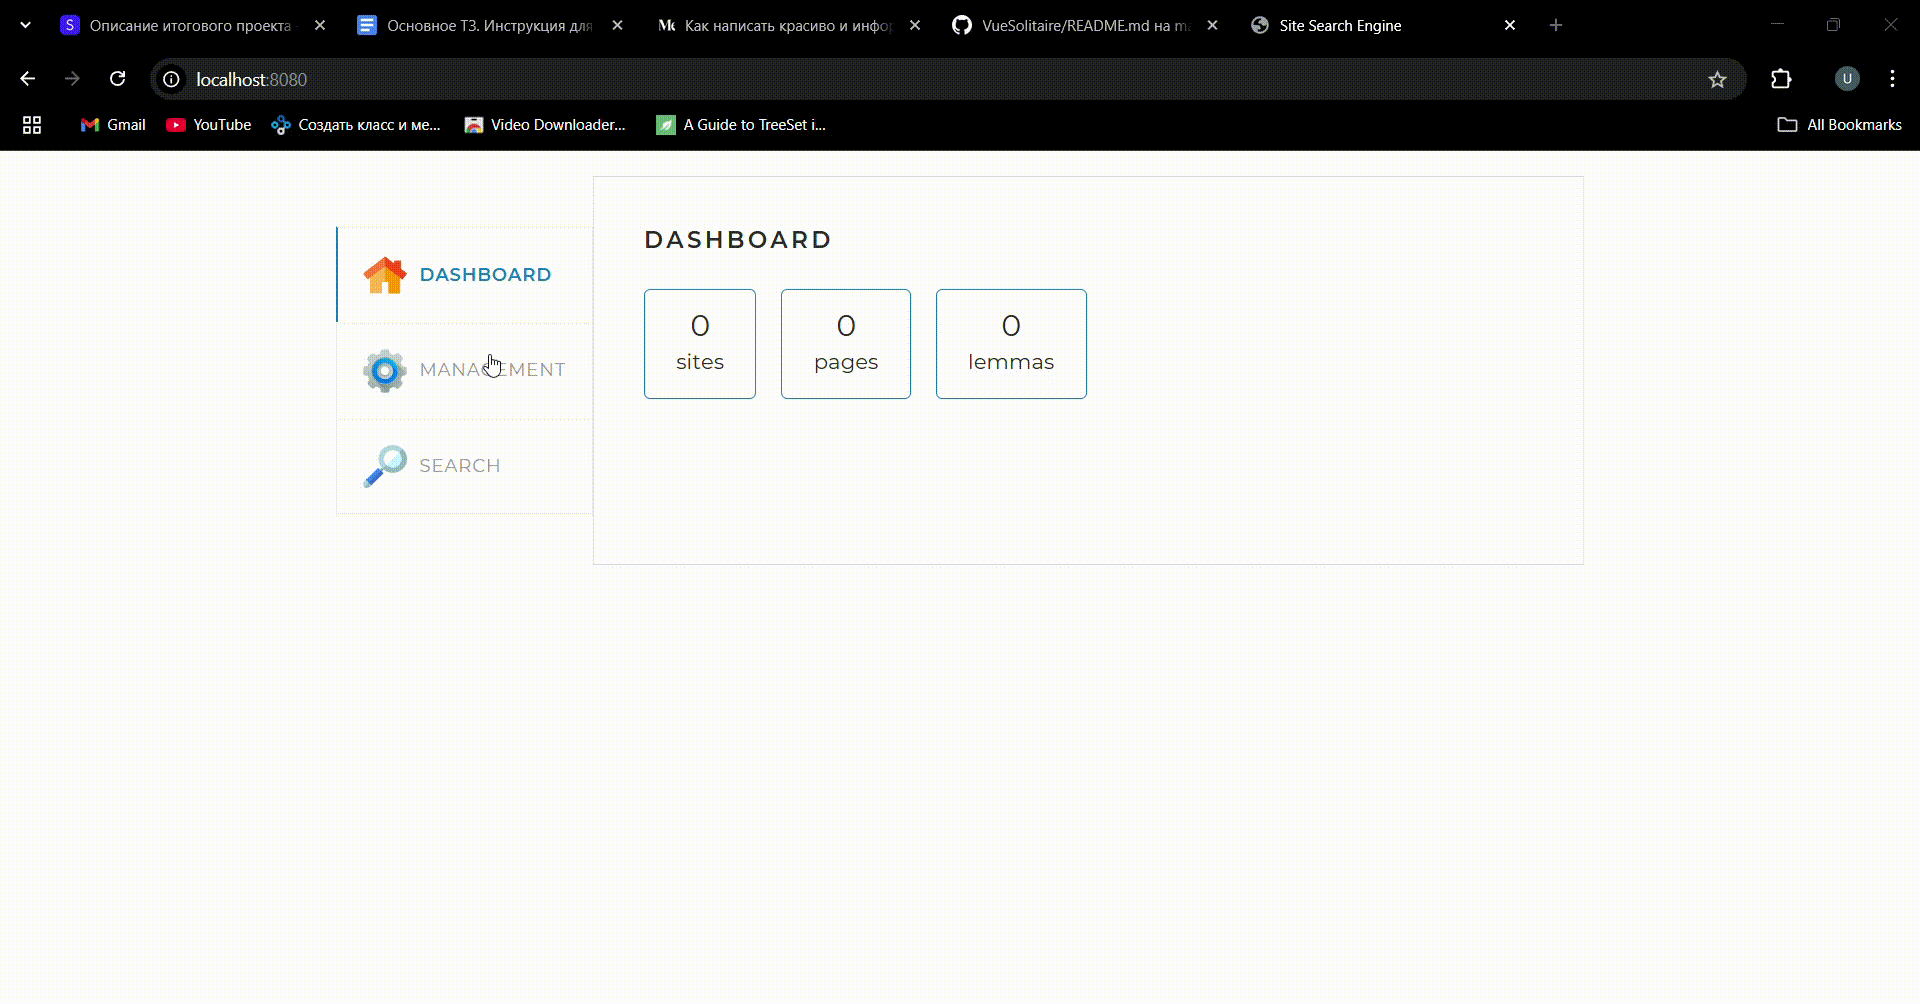 S Описание итогового проекта
Основное ТЗ. Инструкция для
Как написать красиво и инфо
VueSolitaire/README.md на ma
Site Search Engine
localhost:8080
U
Gmail
YouTube
Создать класс и ме...
Video Downloader...
A Guide to TreeSet i...
All Bookmarks
DASHBOARD
MANAGEMENT
SEARCH
DASHBOARD
0
sites
0
pages
0
lemmas